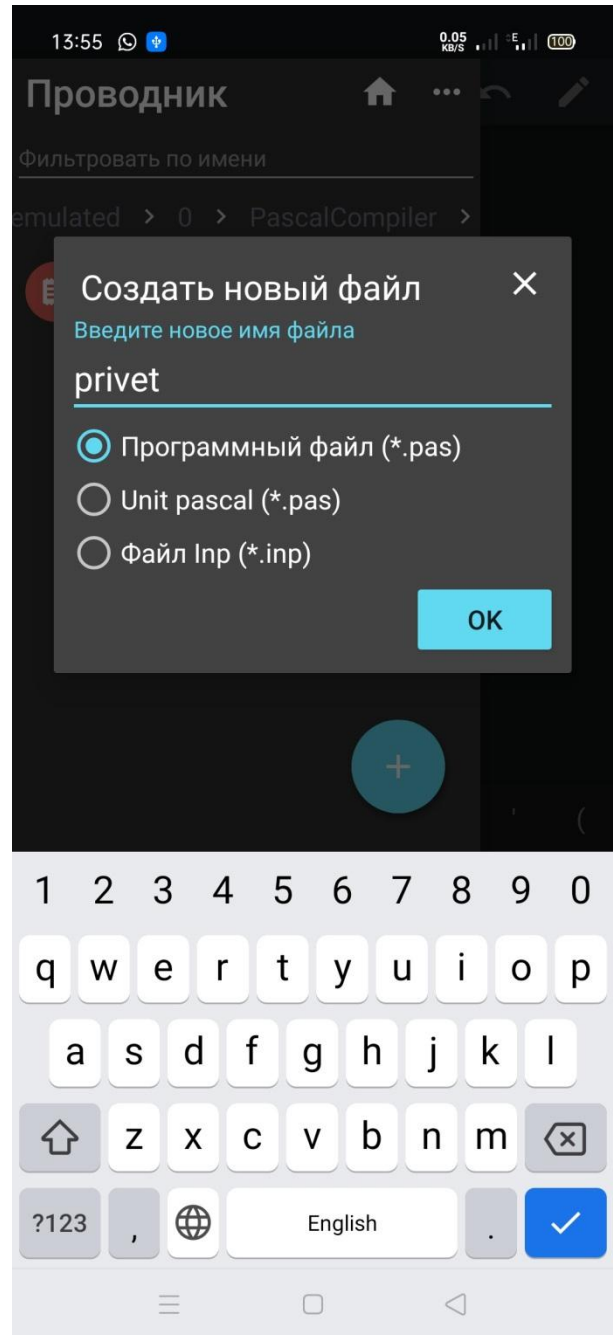 13:55
0.05
KB/S
E
100
Проводник
Фильтровать по имени
emulated > 0 > PascalCompiler >
Создать новый файл
Введите новое имя файла
privet
Программный файл (*.pas)
Unit pascal (*.pas)
Файл Inp (*.inp)
OK
+
' (
1 2 3 4 5 6 7 8 9 0
q w e r t y u i o p
a s d f g h j k l
z x c v b n m
?123 , English .